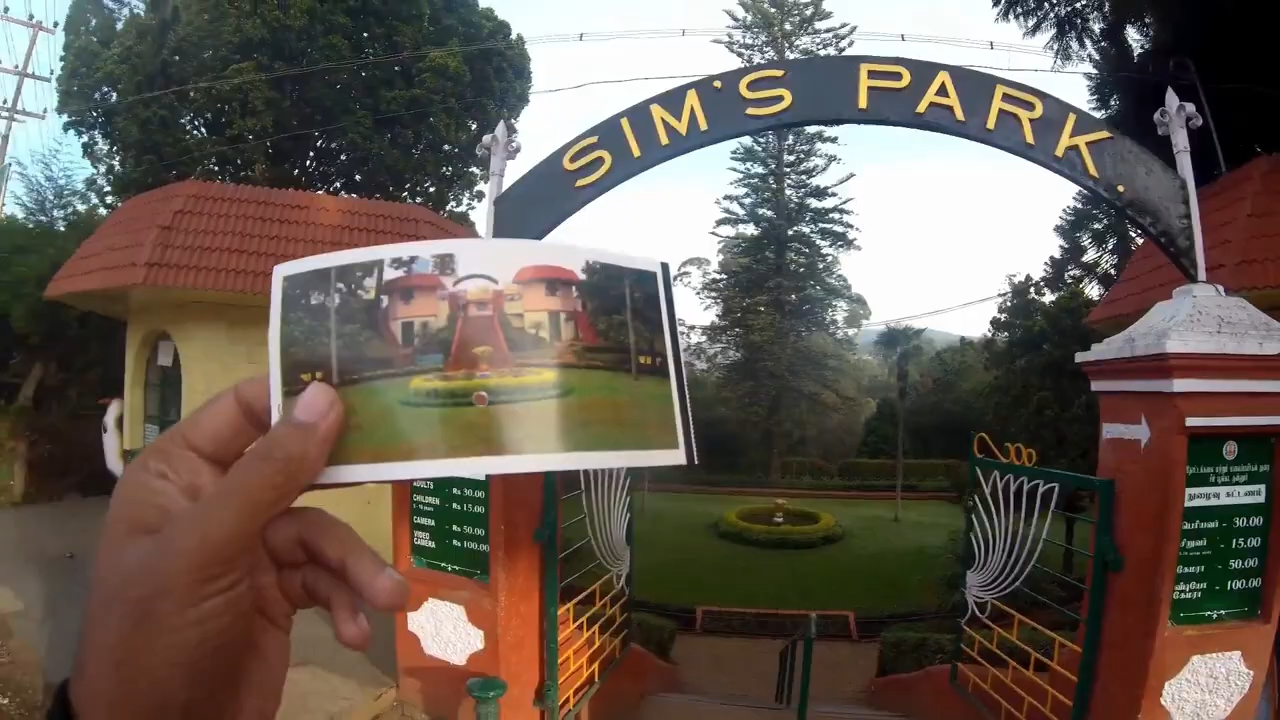 SIM'S PARK.
ADULTS - Rs 30.00
CHILDREN - Rs 15.00
CAMERA - Rs 50.00
VIDEO CAMERA - Rs 100.00
நுழைவு கட்டணம்
பெரியவர் - 30.00
சிறுவர் - 15.00
கேமரா - 50.00
வீடியோ கேமரா - 100.00